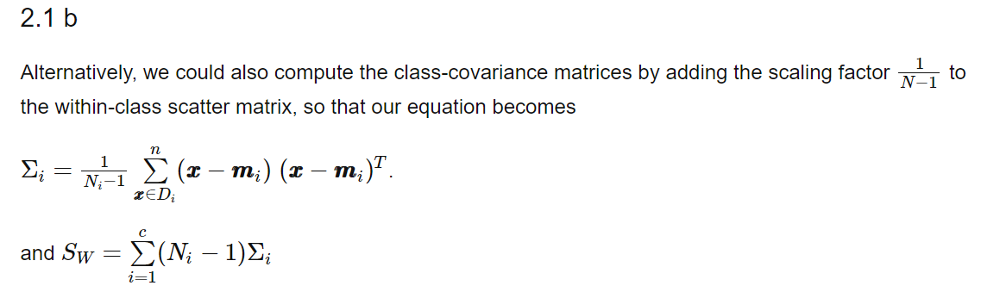 2.1 b
Alternatively, we could also compute the class-covariance matrices by adding the scaling factor \frac{1}{N-1} to
the within-class scatter matrix, so that our equation becomes
\Sigma_i = \frac{1}{N_i-1} \sum_{\boldsymbol{x} \in D_i}^{n} (\boldsymbol{x} - \boldsymbol{m}_i) (\boldsymbol{x} - \boldsymbol{m}_i)^T.
and S_W = \sum_{i=1}^{c} (N_i - 1) \Sigma_i